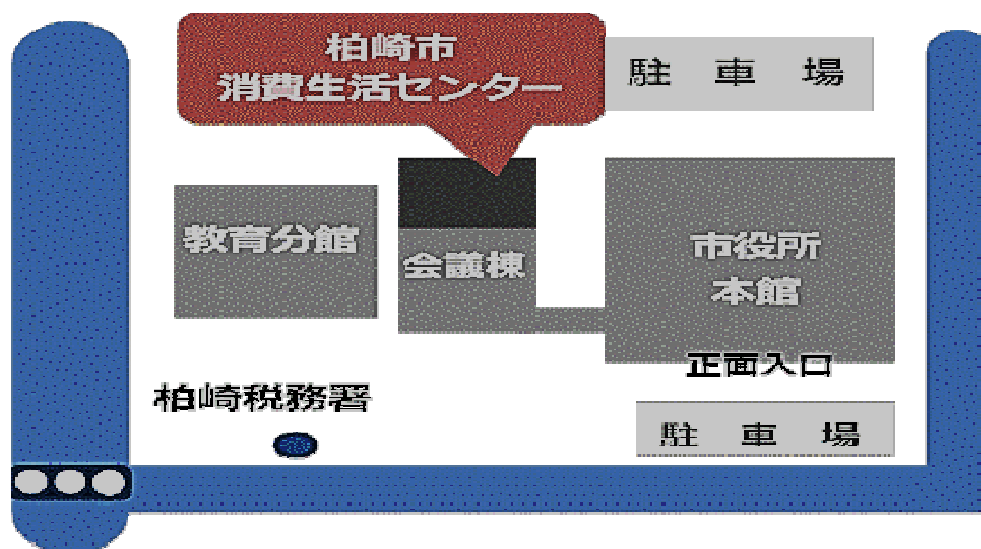 柏崎市
消費生活センター
駐 車 場
教育分館
会議棟
市役所
本館
正面入口
柏崎税務署
駐 車 場